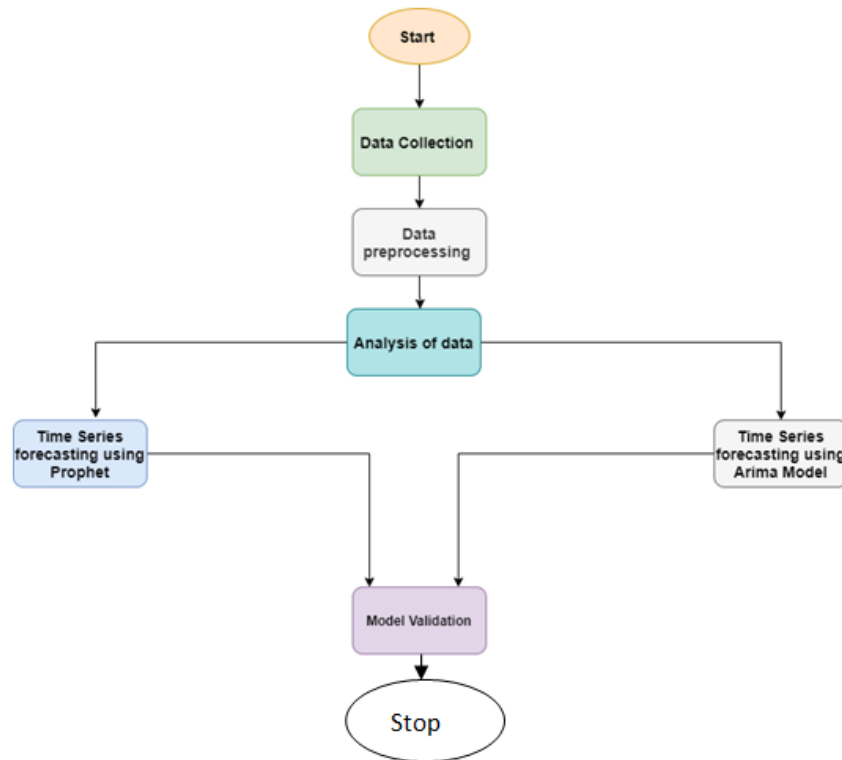 Start
Data Collection
Data
preprocessing
Analysis of data
Time Series
forecasting using
Prophet
Time Series
forecasting using
Arima Model
Model Validation
Stop